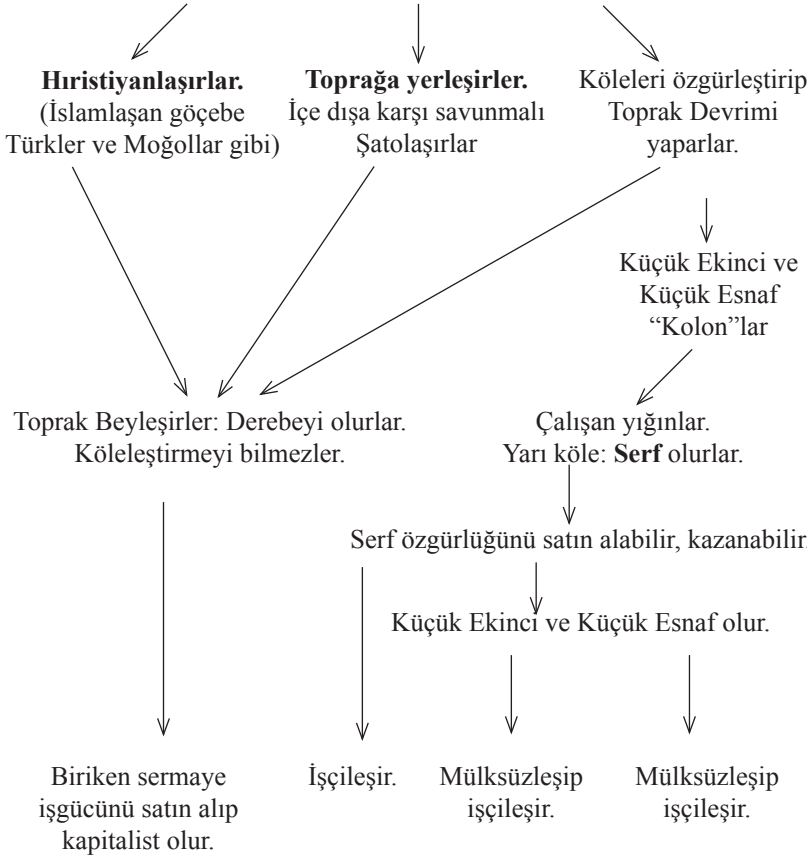 Hıristiyanlaşırlar.
(İslamlaşan göçebe
Türkler ve Moğollar gibi)
Toprağa yerleşirler.
İçe dışa karşı savunmalı
Şatolaşırlar
Köleleri özgürleştirip
Toprak Devrimi
yaparlar.
Küçük Ekinci ve
Küçük Esnaf
“Kolon”lar
Toprak Beyleşirler: Derebeyi olurlar.
Köleleştirmeyi bilmezler.
Çalışan yığınlar.
Yarı köle: Serf olurlar.
Serf özgürlüğünü satın alabilir, kazanabilir.
Küçük Ekinci ve Küçük Esnaf olur.
Biriken sermaye
işgücünü satın alıp
kapitalist olur.
İşçileşir.
Mülksüzleşip
işçileşir.
Mülksüzleşip
işçileşir.